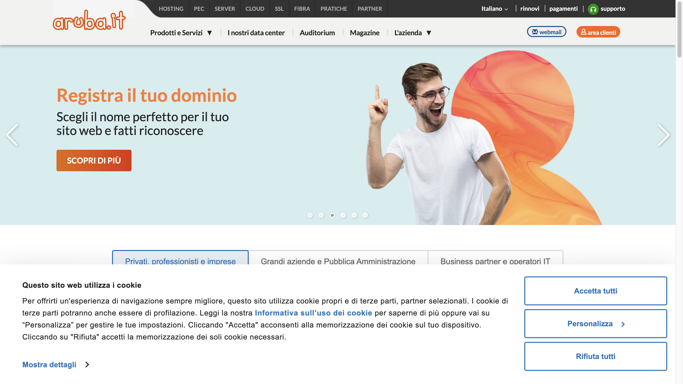 HOSTING PEC SERVER CLOUD SSL FIBRA PRATICHE PARTNER
Italiano rinnovi pagamenti supporto
aruba.it
Prodotti e Servizi I nostri data center Auditorium Magazine L'azienda
webmail area clienti
Registra il tuo dominio
Scegli il nome perfetto per il tuo
sito web e fatti riconoscere
SCOPRI DI PIÙ
Privati, professionisti e imprese Grandi aziende e Pubblica Amministrazione Business partner e operatori IT
Questo sito web utilizza i cookie
Per offrirti un'esperienza di navigazione sempre migliore, questo sito utilizza cookie propri e di terze parti, partner selezionati. I cookie di
terze parti potranno anche essere di profilazione. Leggi la nostra Informativa sull'uso dei cookie per saperne di più oppure vai su
"Personalizza" per gestire le tue impostazioni. Cliccando "Accetta" acconsenti alla memorizzazione dei cookie sul tuo dispositivo.
Cliccando su "Rifiuta" accetti la memorizzazione dei soli cookie necessari.
Mostra dettagli
Accetta tutti
Personalizza
Rifiuta tutti